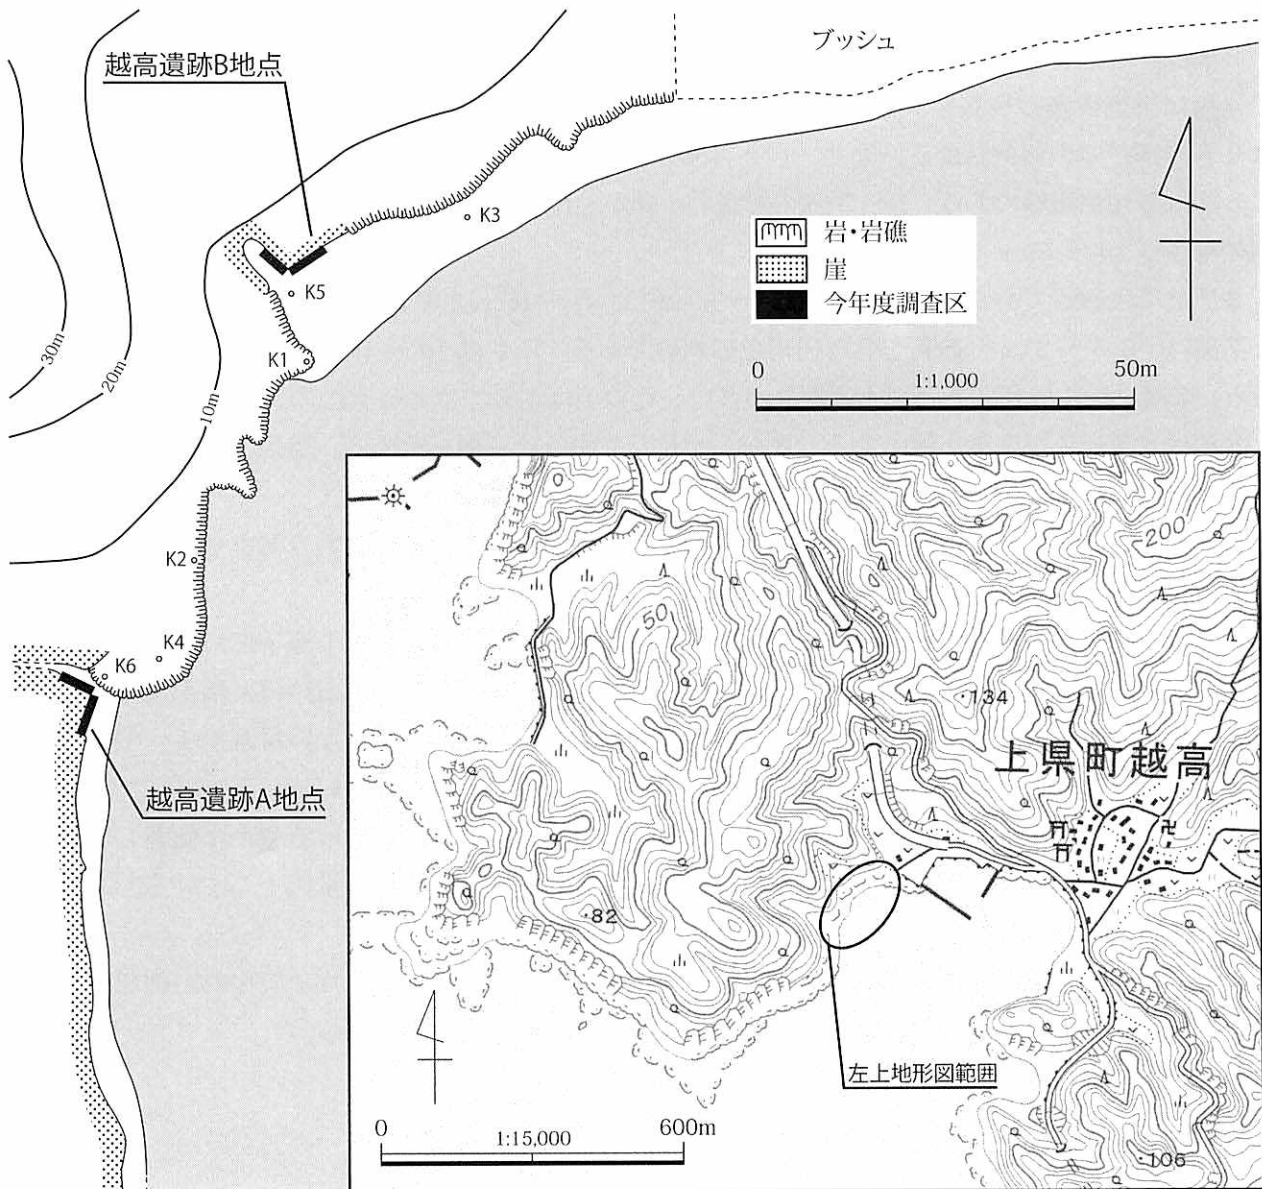 ブッシュ
越高遺跡B地点
K3
岩・岩礁
崖
今年度調査区
K5
K1
0
50m
1:1,000
30m
20m
10m
K2
K4
K6
越高遺跡A地点
200
50
134
上県町越高
82
左上地形図範囲
0
600m
1:15,000
106